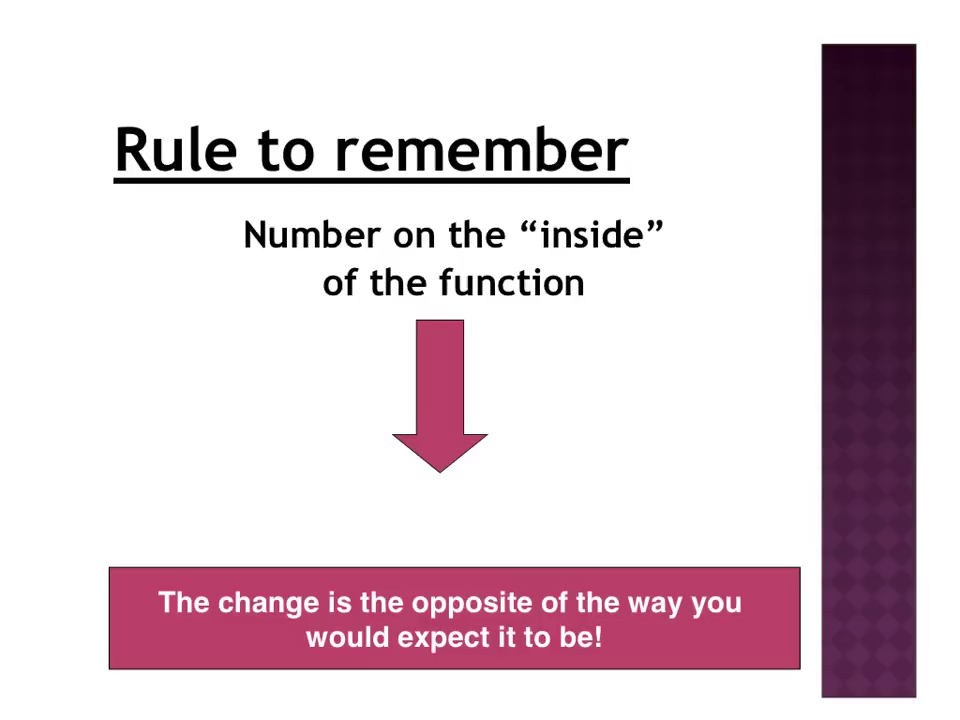 Rule to remember
Number on the “inside”
of the function
The change is the opposite of the way you
would expect it to be!